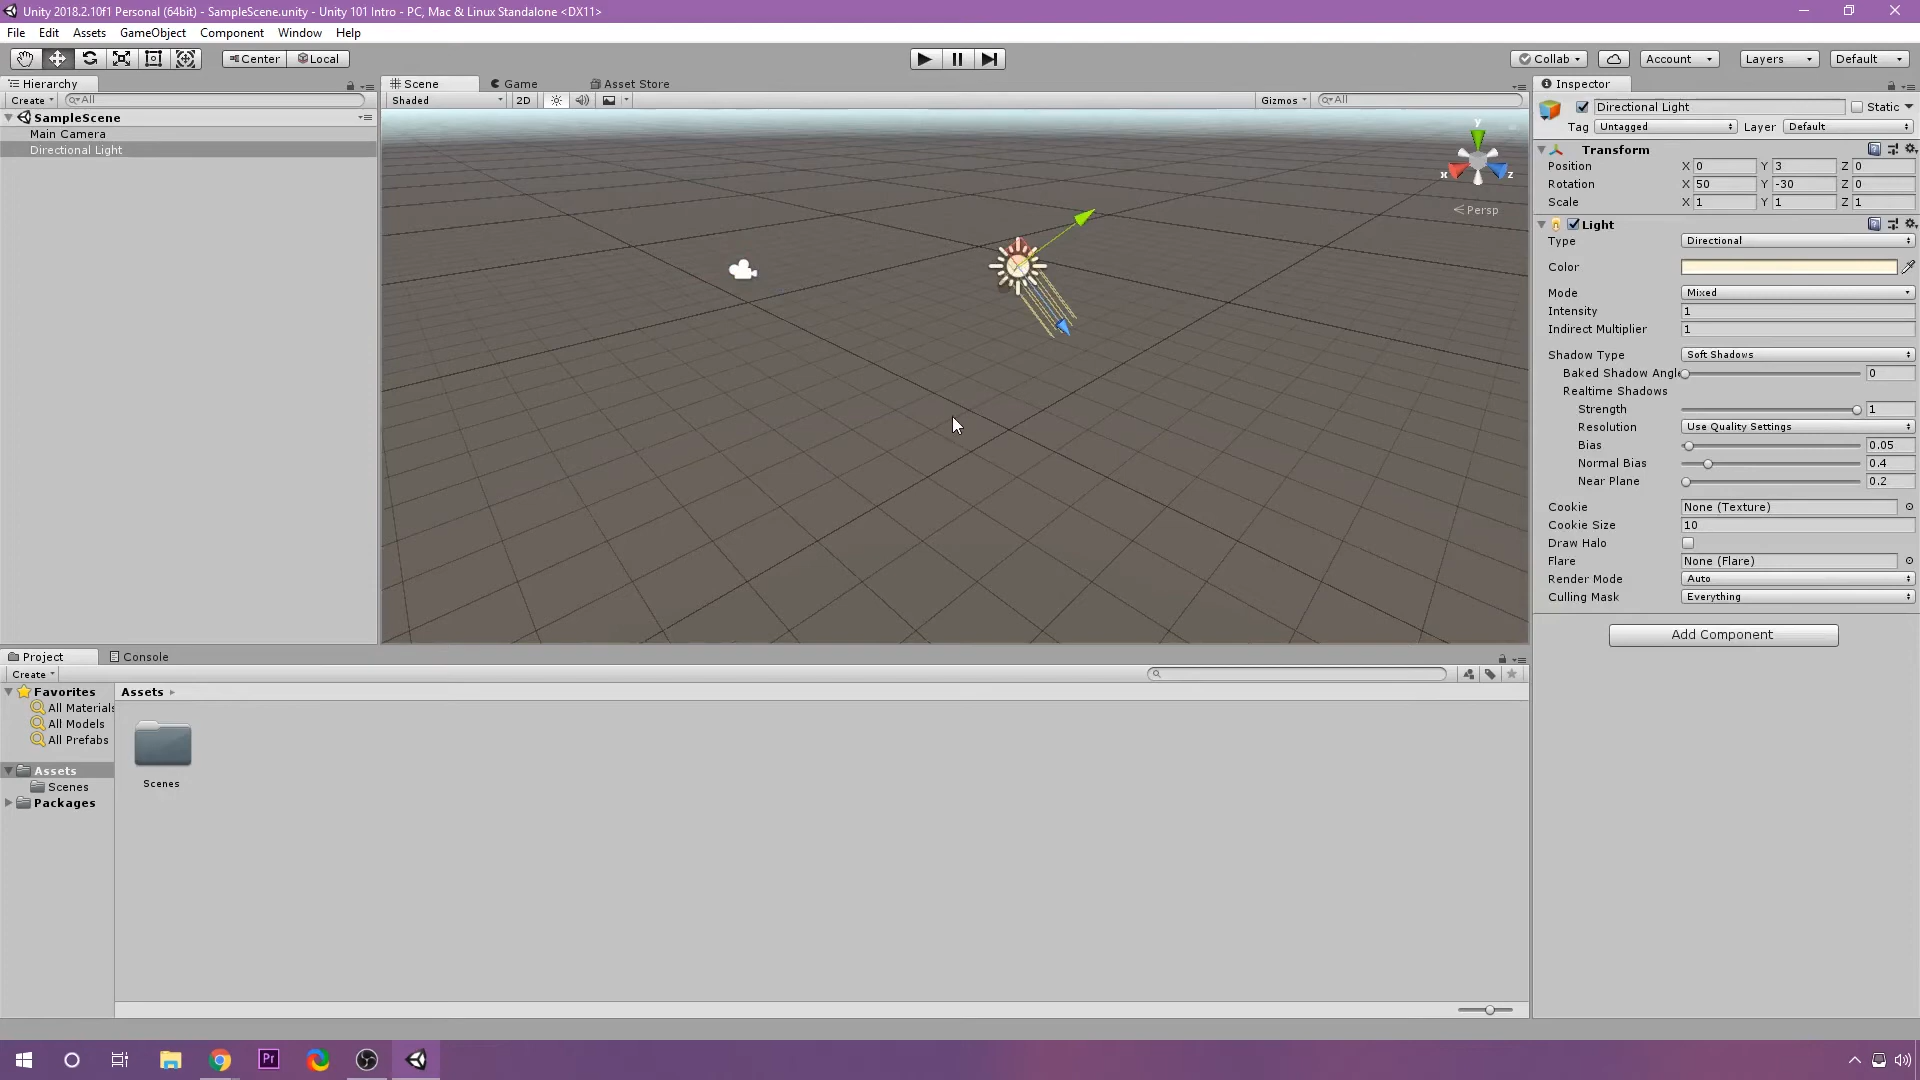 Unity 2018.2.10f1 Personal (64bit) - SampleScene.unity - Unity 101 Intro - PC, Mac & Linux Standalone <DX11>
File Edit Assets GameObject Component Window Help
Center Local Collab Account Layers Default
Hierarchy
Create All
SampleScene
Main Camera
Directional Light
Scene Game Asset Store
Shaded 2D Gizmos All
y
x z
Persp
Inspector
Directional Light Static
Tag Untagged Layer Default
Transform
Position X 0 Y 3 Z 0
Rotation X 50 Y -30 Z 0
Scale X 1 Y 1 Z 1
Light
Type Directional
Color
Mode Mixed
Intensity 1
Indirect Multiplier 1
Shadow Type Soft Shadows
Baked Shadow Angl 0
Realtime Shadows
Strength 1
Resolution Use Quality Settings
Bias 0.05
Normal Bias 0.4
Near Plane 0.2
Cookie None (Texture)
Cookie Size 10
Draw Halo
Flare None (Flare)
Render Mode Auto
Culling Mask Everything
Add Component
Project Console
Create
Favorites
All Materials
All Models
All Prefabs
Assets
Scenes
Packages
Assets
Scenes
Pr